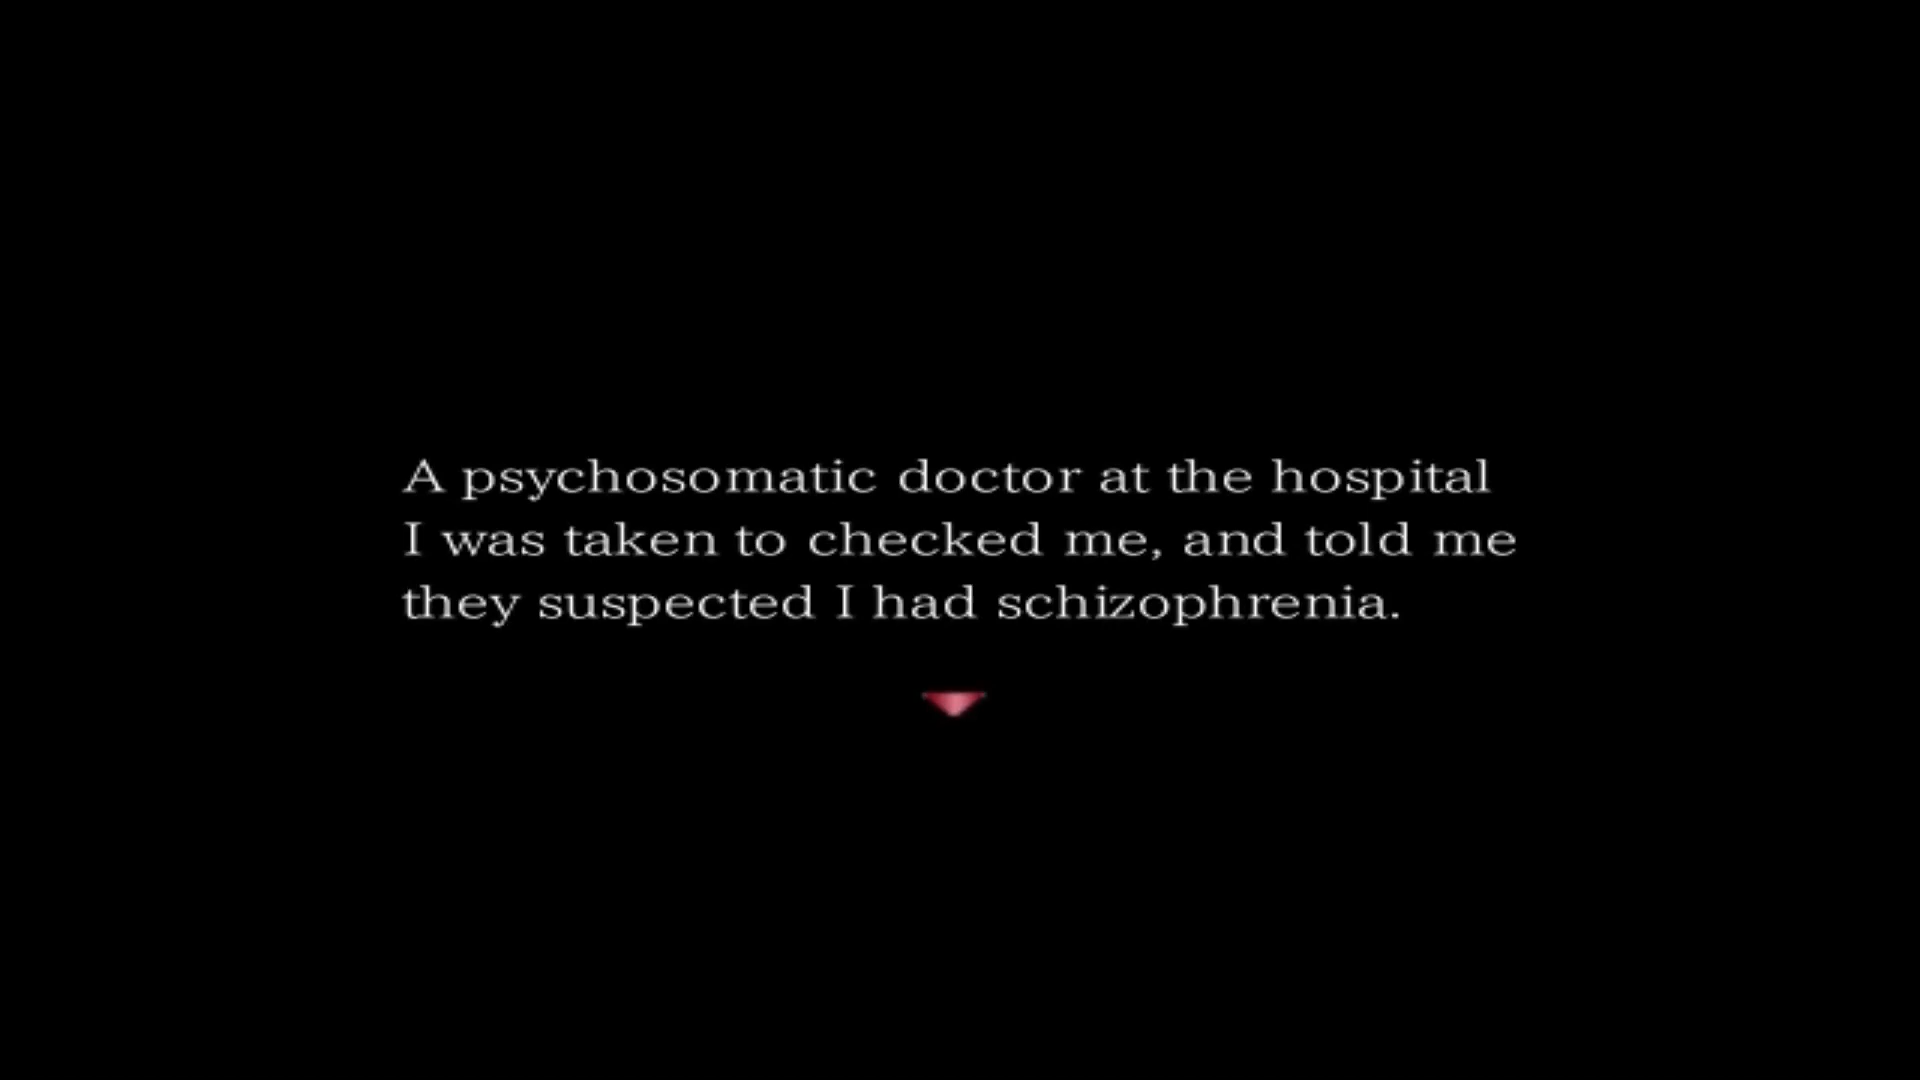 A psychosomatic doctor at the hospital
I was taken to checked me, and told me
they suspected I had schizophrenia.